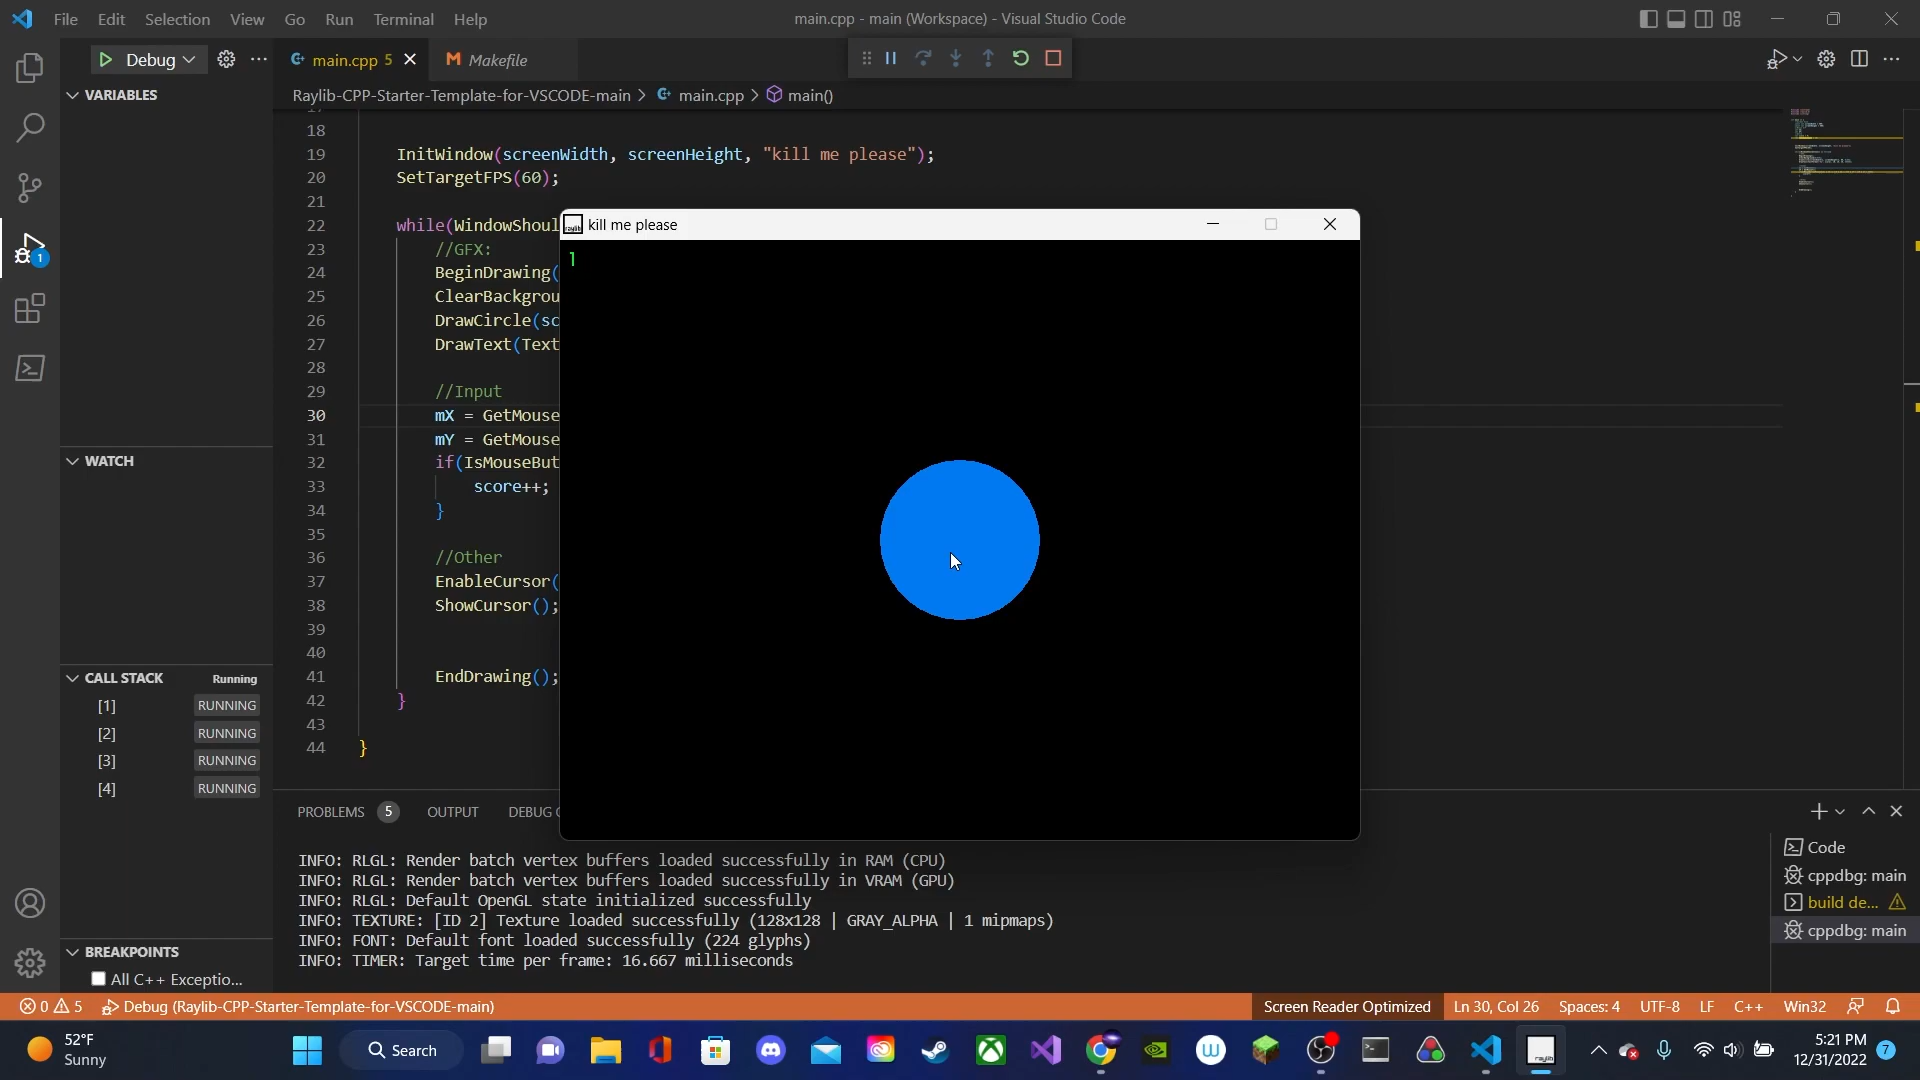 File Edit Selection View Go Run Terminal Help
main.cpp - main (Workspace) - Visual Studio Code
Debug
main.cpp 5
Makefile
Raylib-CPP-Starter-Template-for-VSCODE-main > main.cpp > main()
VARIABLES
WATCH
CALL STACK Running
[1] RUNNING
[2] RUNNING
[3] RUNNING
[4] RUNNING
BREAKPOINTS
All C++ Exceptio...
1
18
19 InitWindow(screenWidth, screenHeight, "kill me please");
20 SetTargetFPS(60);
21
22 while(WindowShoul
23 //GFX:
24 BeginDrawing(
25 ClearBackgrou
26 DrawCircle(sc
27 DrawText(Text
28
29 //Input
30 mX = GetMouse
31 mY = GetMouse
32 if(IsMouseBut
33 score++;
34 }
35
36 //Other
37 EnableCursor(
38 ShowCursor();
39
40
41 EndDrawing();
42 }
43
44 }
raylib kill me please
1
PROBLEMS 5 OUTPUT DEBUG C
INFO: RLGL: Render batch vertex buffers loaded successfully in RAM (CPU)
INFO: RLGL: Render batch vertex buffers loaded successfully in VRAM (GPU)
INFO: RLGL: Default OpenGL state initialized successfully
INFO: TEXTURE: [ID 2] Texture loaded successfully (128x128 | GRAY_ALPHA | 1 mipmaps)
INFO: FONT: Default font loaded successfully (224 glyphs)
INFO: TIMER: Target time per frame: 16.667 milliseconds
Code
cppdbg: main
build de...
cppdbg: main
0 5 Debug (Raylib-CPP-Starter-Template-for-VSCODE-main)
Screen Reader Optimized Ln 30, Col 26 Spaces: 4 UTF-8 LF C++ Win32
52°F
Sunny
Search
raylib
5:21 PM
12/31/2022
7